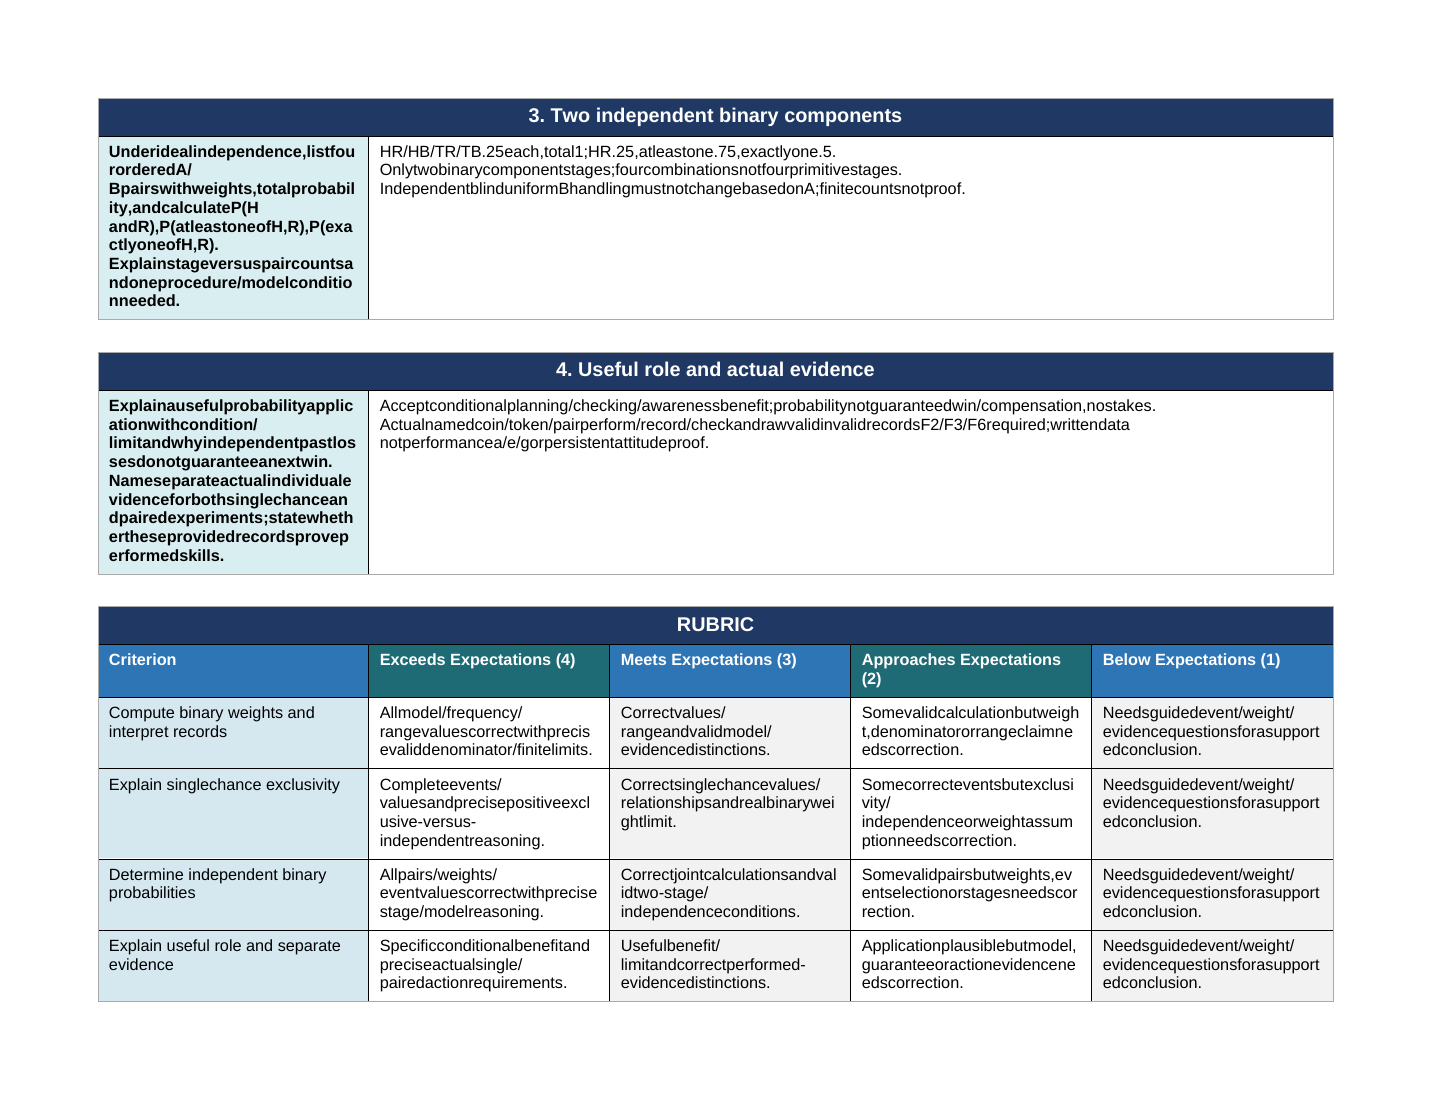 3. Two independent binary components
Underidealindependence,listfou
rorderedA/
Bpairswithweights,totalprobabil
ity,andcalculateP(H
andR),P(atleastoneofH,R),P(exa
ctlyoneofH,R).
Explainstageversuspaircountsa
ndoneprocedure/modelconditio
nneeded.
HR/HB/TR/TB.25each,total1;HR.25,atleastone.75,exactlyone.5.
Onlytwobinarycomponentstages;fourcombinationsnotfourprimitivestages.
IndependentblinduniformBhandlingmustnotchangebasedonA;finitecountsnotproof.
4. Useful role and actual evidence
Explainausefulprobabilityapplic
ationwithcondition/
limitandwhyindependentpastlos
sesdonotguaranteeanextwin.
Nameseparateactualindividuale
videnceforbothsinglechancean
dpairedexperiments;statewheth
ertheseprovidedrecordsprovep
erformedskills.
Acceptconditionalplanning/checking/awarenessbenefit;probabilitynotguaranteedwin/compensation,nostakes.
Actualnamedcoin/token/pairperform/record/checkandrawvalidinvalidrecordsF2/F3/F6required;writtendata
notperformancea/e/gorpersistentattitudeproof.
RUBRIC
Criterion
Exceeds Expectations (4)
Meets Expectations (3)
Approaches Expectations
(2)
Below Expectations (1)
Compute binary weights and
interpret records
Allmodel/frequency/
rangevaluescorrectwithprecis
evaliddenominator/finitelimits.
Correctvalues/
rangeandvalidmodel/
evidencedistinctions.
Somevalidcalculationbutweigh
t,denominatororrangeclaimne
edscorrection.
Needsguidedevent/weight/
evidencequestionsforasupport
edconclusion.
Explain singlechance exclusivity
Completeevents/
valuesandprecisepositiveexcl
usive-versus-
independentreasoning.
Correctsinglechancevalues/
relationshipsandrealbinarywei
ghtlimit.
Somecorrecteventsbutexclusi
vity/
independenceorweightassum
ptionneedscorrection.
Needsguidedevent/weight/
evidencequestionsforasupport
edconclusion.
Determine independent binary
probabilities
Allpairs/weights/
eventvaluescorrectwithprecise
stage/modelreasoning.
Correctjointcalculationsandval
idtwo-stage/
independenceconditions.
Somevalidpairsbutweights,ev
entselectionorstagesneedscor
rection.
Needsguidedevent/weight/
evidencequestionsforasupport
edconclusion.
Explain useful role and separate
evidence
Specificconditionalbenefitand
preciseactualsingle/
pairedactionrequirements.
Usefulbenefit/
limitandcorrectperformed-
evidencedistinctions.
Applicationplausiblebutmodel,
guaranteeoractionevidencene
edscorrection.
Needsguidedevent/weight/
evidencequestionsforasupport
edconclusion.